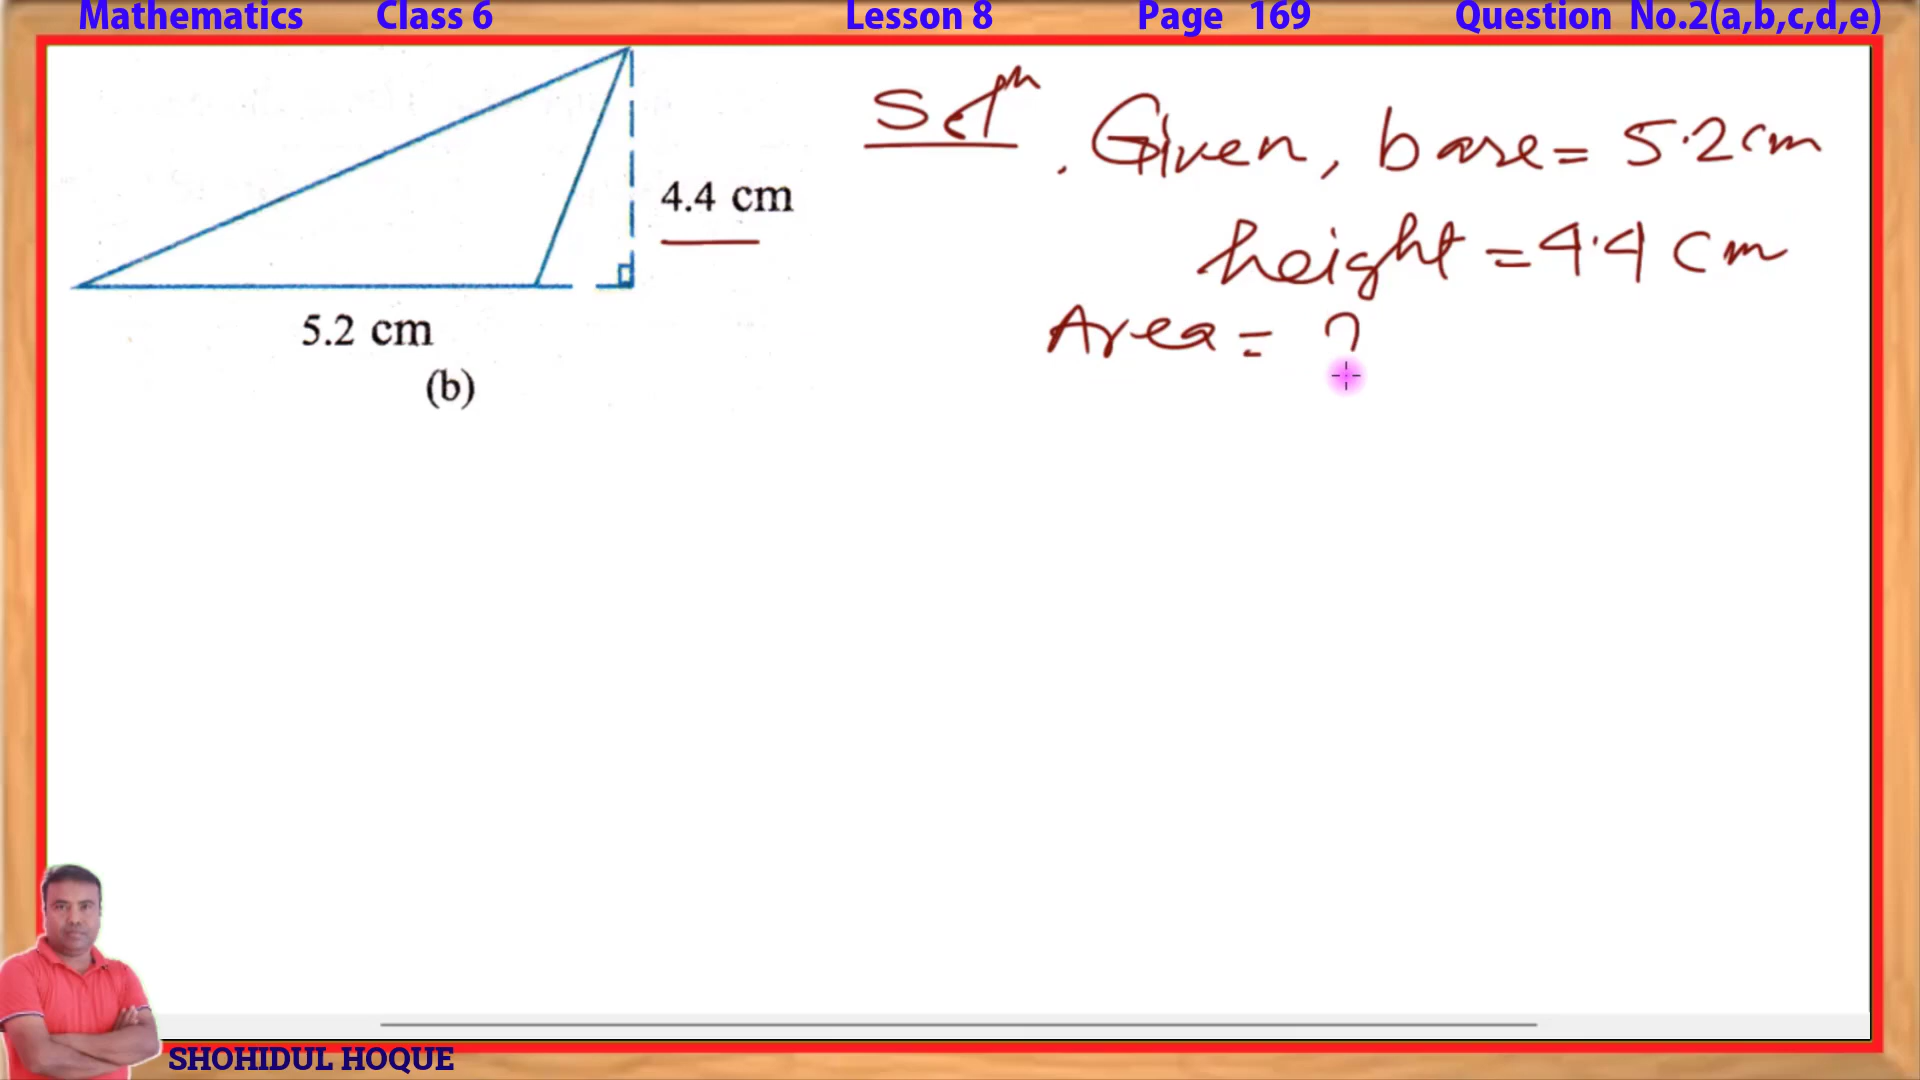 Mathematics Class 6 Lesson 8 Page 169 Question No.2(a,b,c,d,e)
4.4 cm
5.2 cm
(b)
Solⁿ. Given, base = 5.2 cm
height = 4.4 cm
Area = ?
SHOHIDUL HOQUE